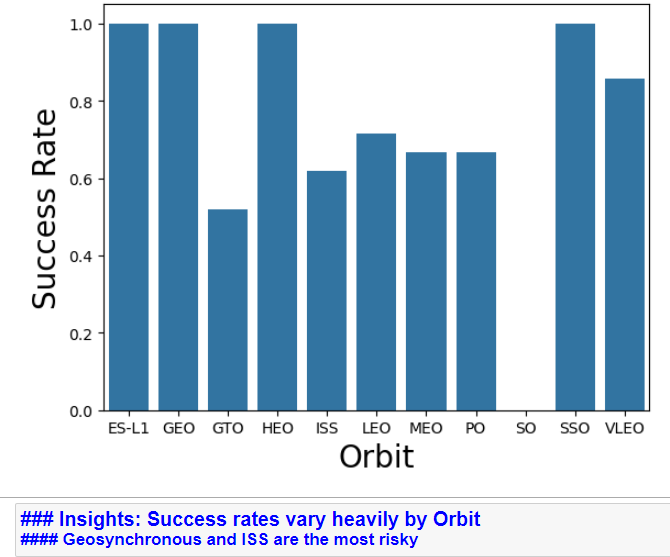 1.0
0.8
0.6
0.4
0.2
0.0
Success Rate
ES-L1 GEO GTO HEO ISS LEO MEO PO SO SSO VLEO
Orbit
### Insights: Success rates vary heavily by Orbit
#### Geosynchronous and ISS are the most risky